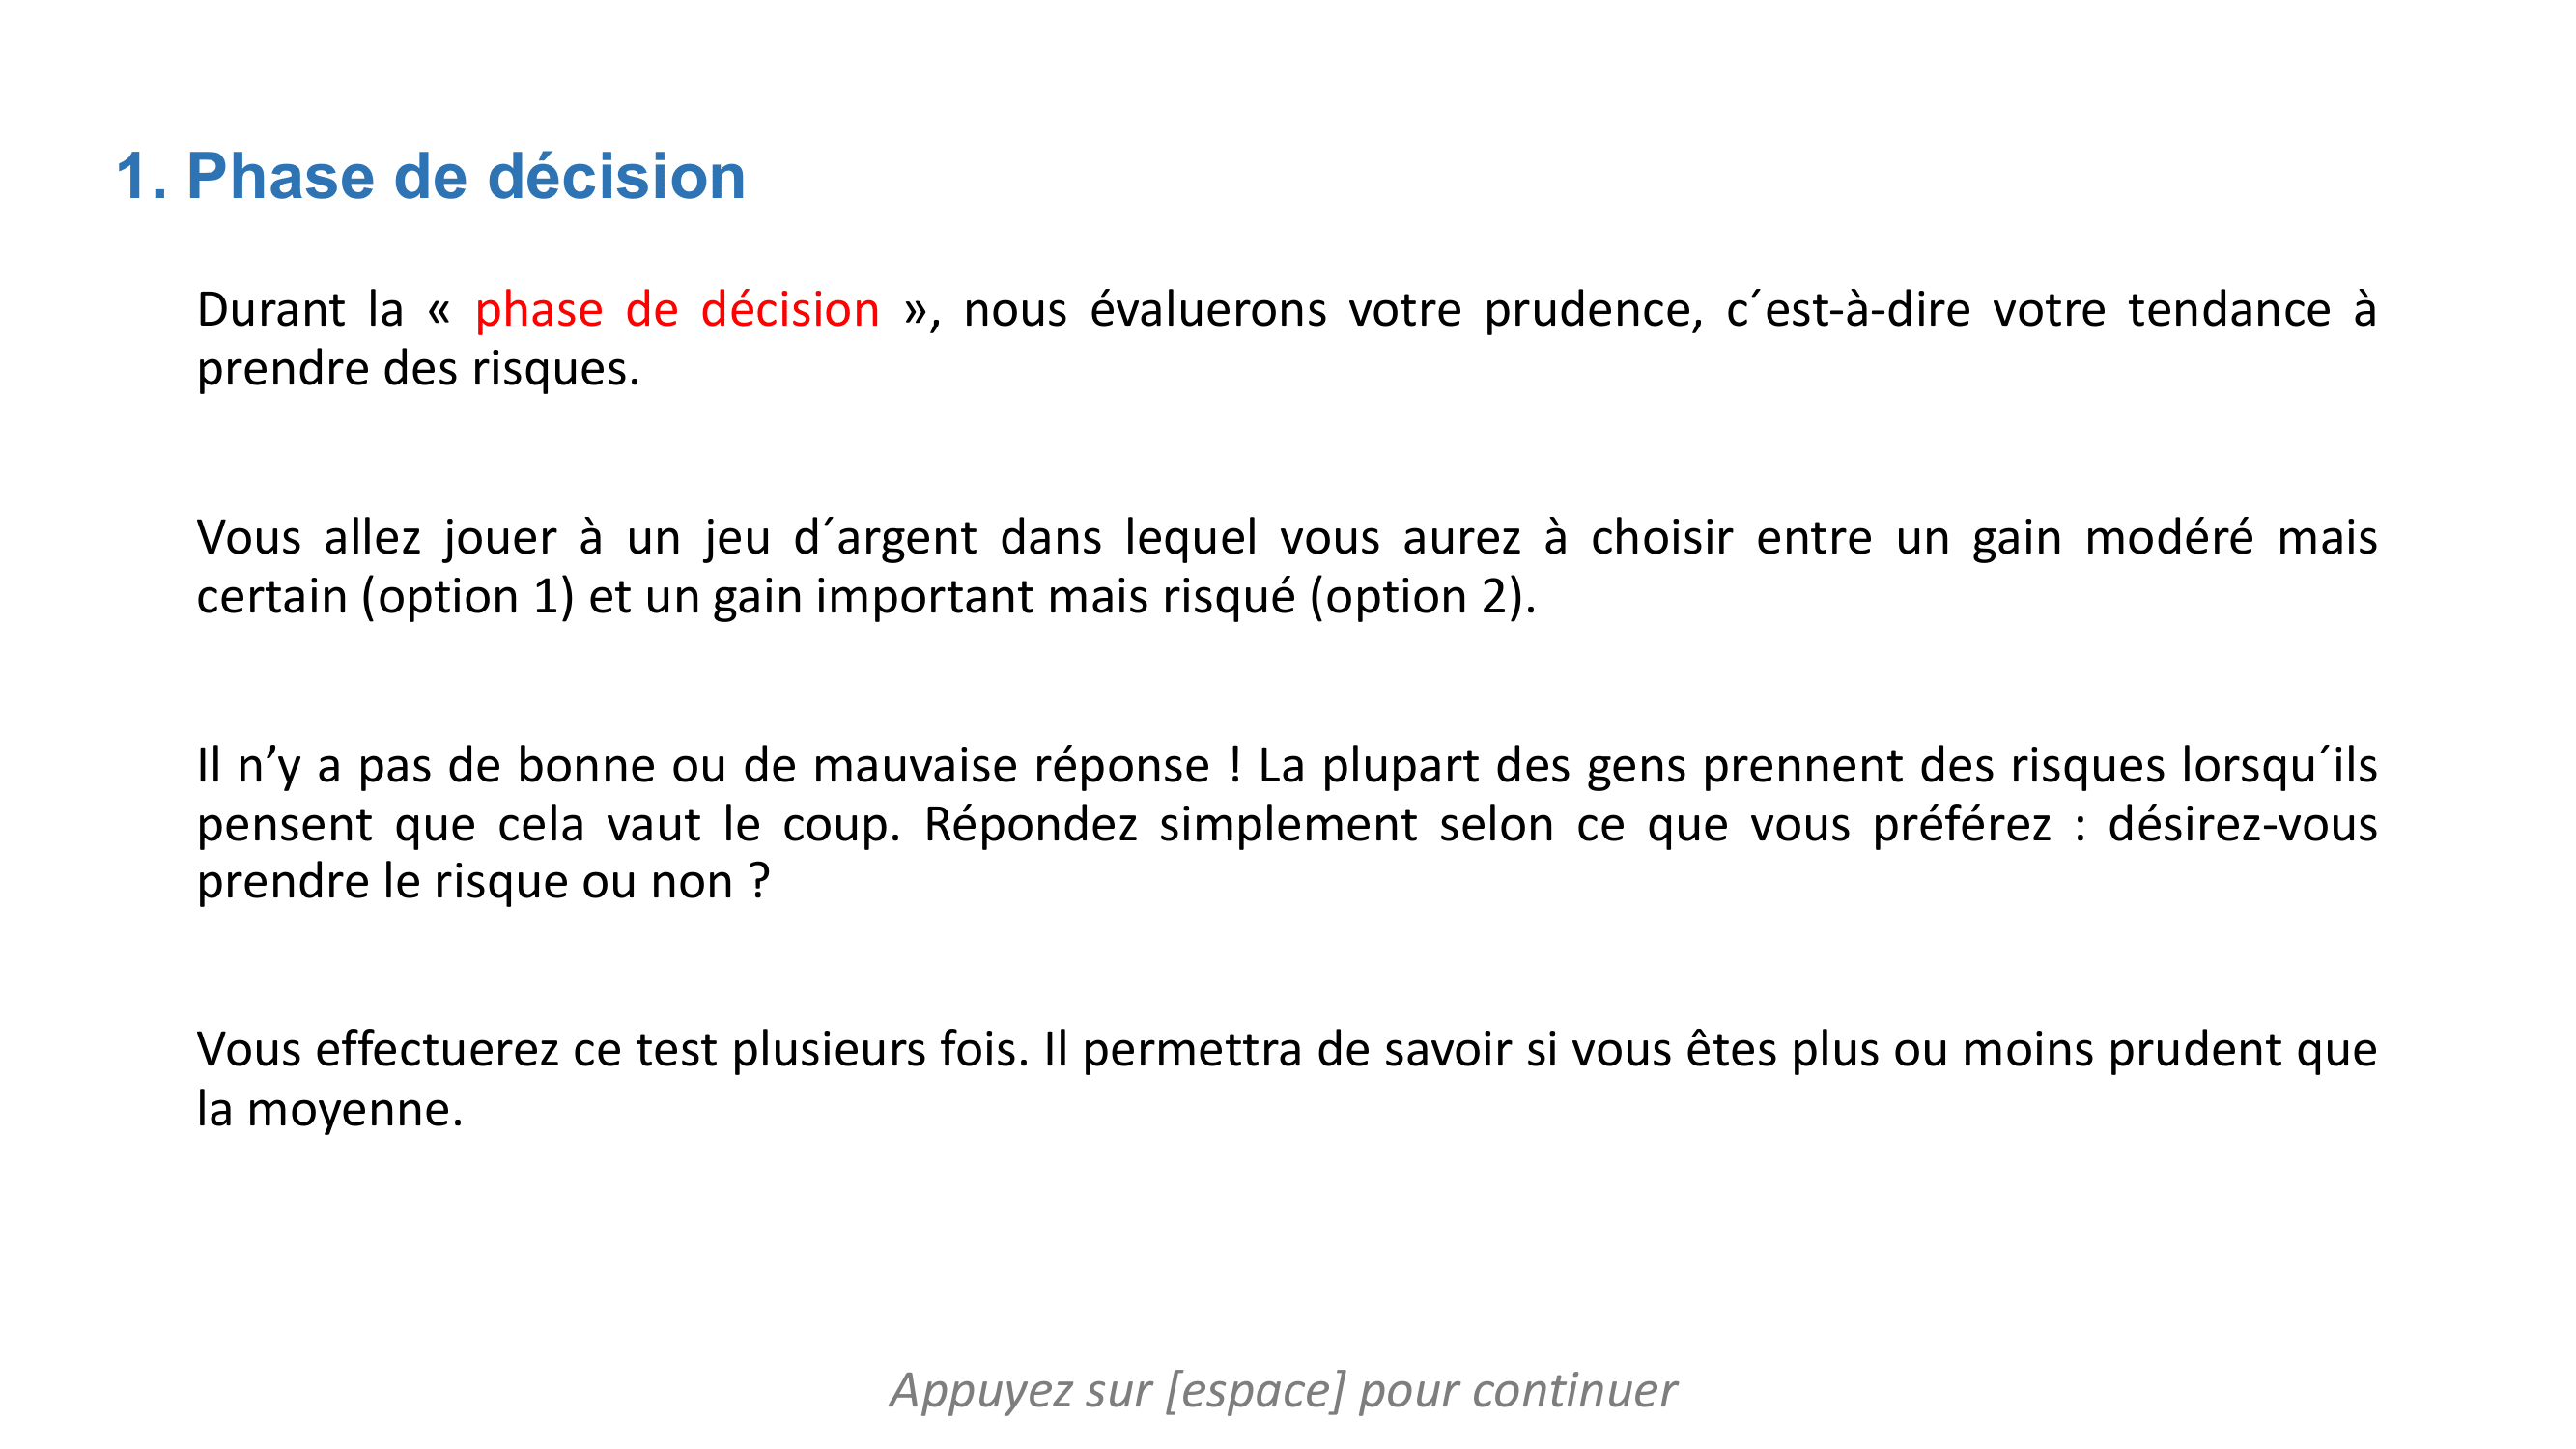 1. Phase de décision
Durant la « phase de décision », nous évaluerons votre prudence, c´est-à-dire votre tendance à
prendre des risques.
Vous allez jouer à un jeu d´argent dans lequel vous aurez à choisir entre un gain modéré mais
certain (option 1) et un gain important mais risqué (option 2).
Il n’y a pas de bonne ou de mauvaise réponse ! La plupart des gens prennent des risques lorsqu´ils
pensent que cela vaut le coup. Répondez simplement selon ce que vous préférez : désirez-vous
prendre le risque ou non ?
Vous effectuerez ce test plusieurs fois. Il permettra de savoir si vous êtes plus ou moins prudent que
la moyenne.
Appuyez sur [espace] pour continuer